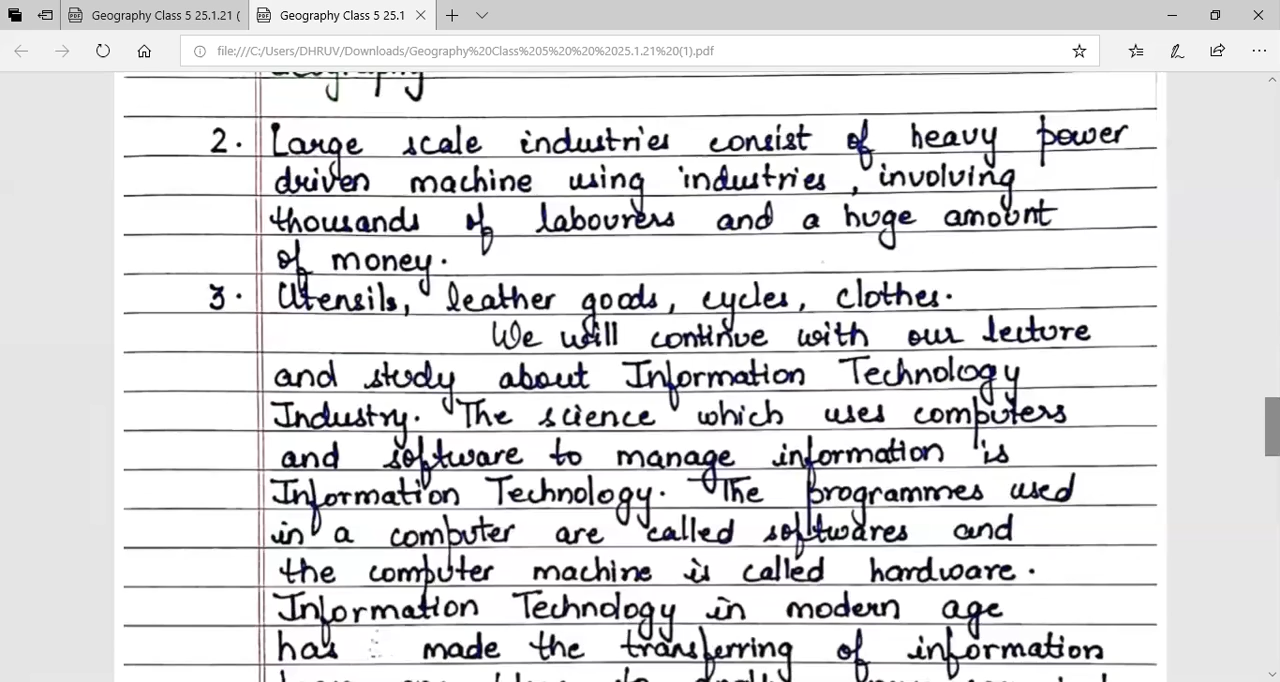 Geography Class 5 25.1.21 (
Geography Class 5 25.1
file:///C:/Users/DHRUV/Downloads/Geography%20Class%205%20%20%2025.1.21%20(1).pdf
Geography
2. Large scale industries consist of heavy power
driven machine using industries, involving
thousands of labourers and a huge amount
of money.
3. Utensils, leather goods, cycles, clothes.
We will continue with our lecture
and study about Information Technology
Industry. The science which uses computers
and software to manage information is
Information Technology. The programmes used
in a computer are called softwares and
the computer machine is called hardware.
Information Technology in modern age
has made the transferring of information